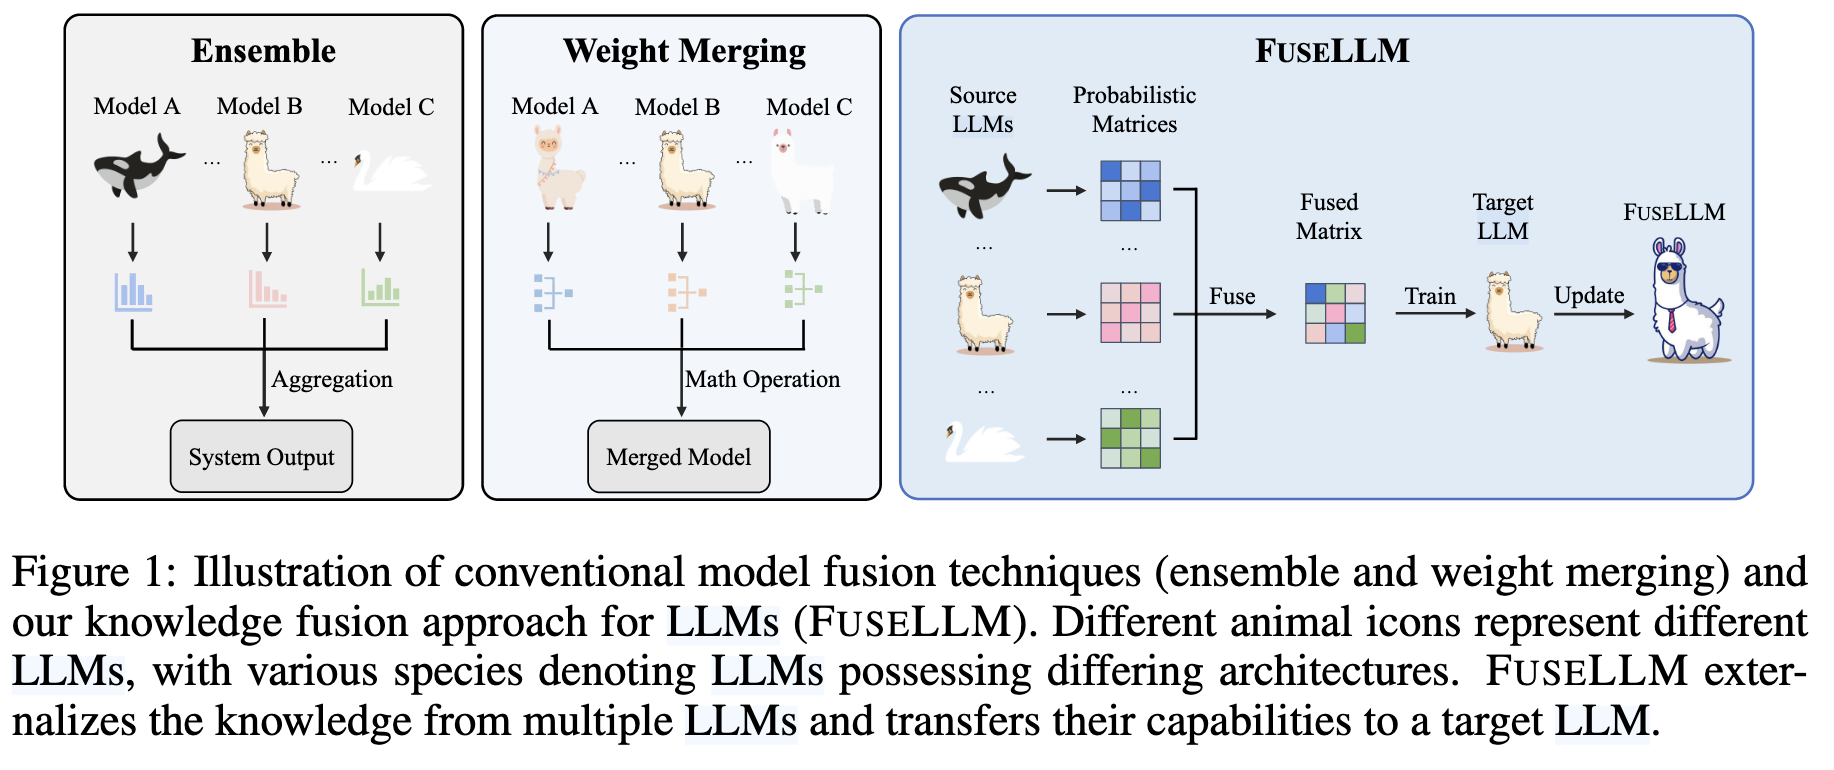 Ensemble
Model A
Model B
Model C
...
...
Aggregation
System Output
Weight Merging
Model A
Model B
Model C
...
...
Math Operation
Merged Model
FUSELLM
Source
LLMs
Probabilistic
Matrices
...
...
...
...
Fuse
Fused
Matrix
Train
Target
LLM
Update
FUSELLM
Figure 1: Illustration of conventional model fusion techniques (ensemble and weight merging) and
our knowledge fusion approach for LLMs (FUSELLM). Different animal icons represent different
LLMs, with various species denoting LLMs possessing differing architectures. FUSELLM exter-
nalizes the knowledge from multiple LLMs and transfers their capabilities to a target LLM.